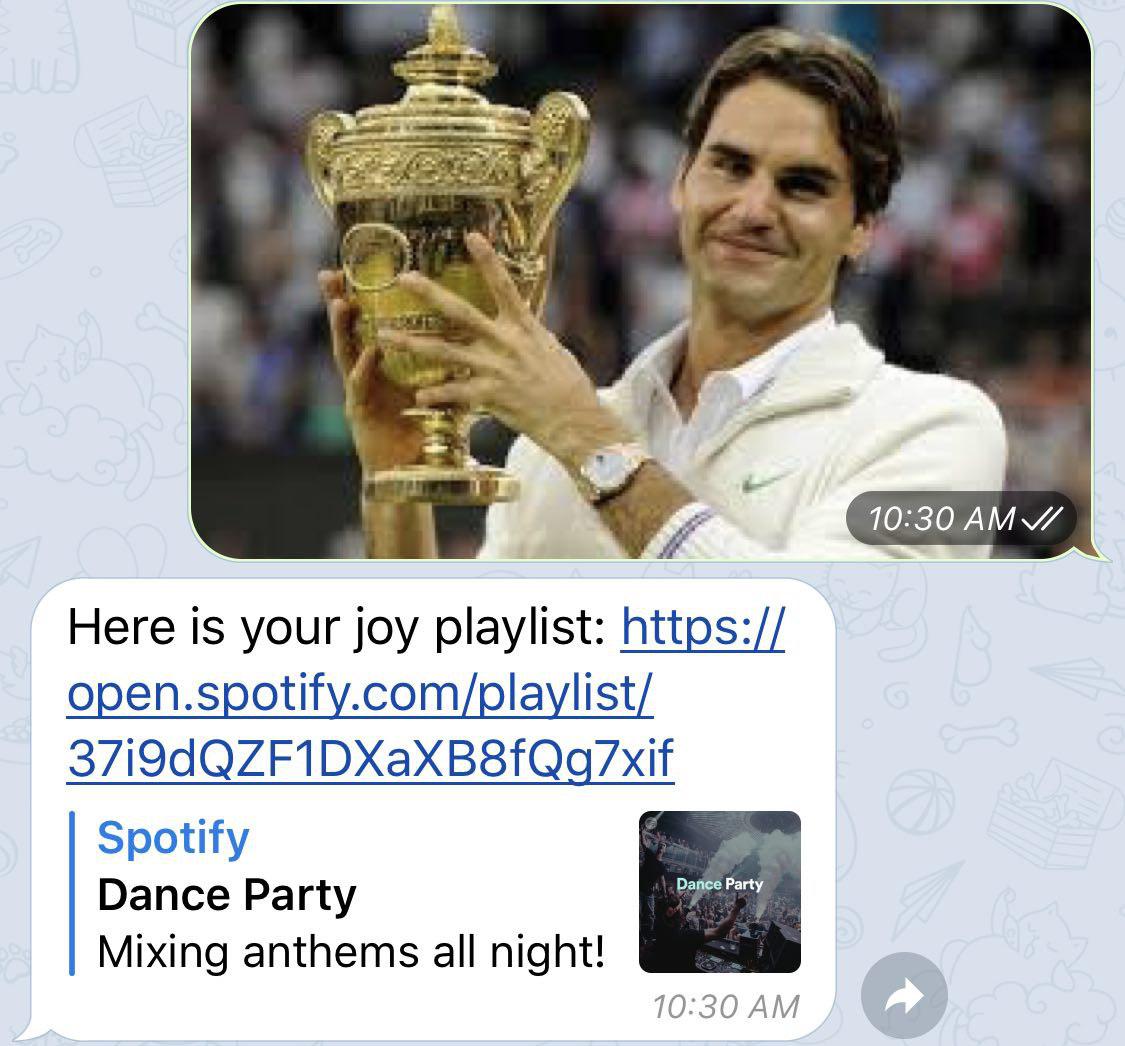 10:30 AM
Here is your joy playlist: https://
open.spotify.com/playlist/
37i9dQZF1DXaXB8fQg7xif
Spotify
Dance Party
Mixing anthems all night!
Dance Party
10:30 AM